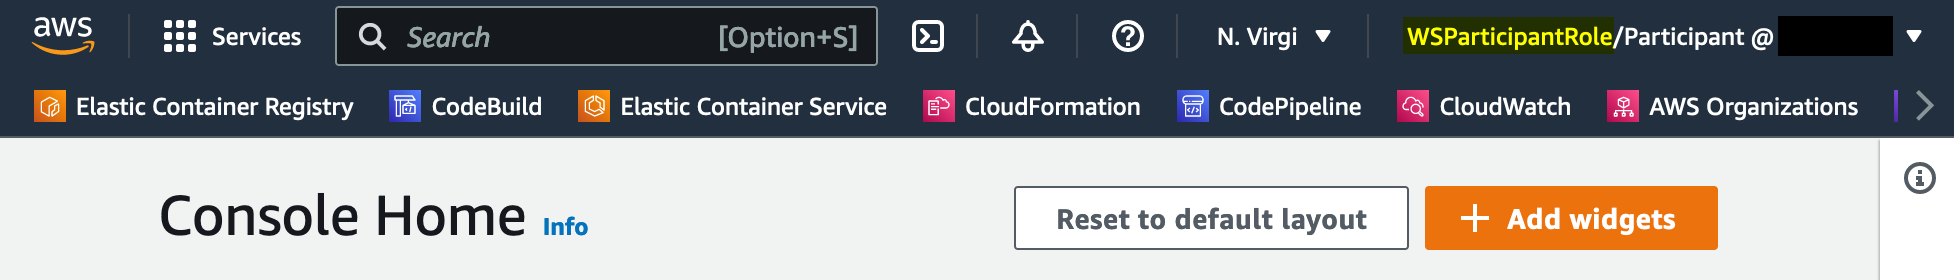 aws Services Search [Option+S] N. Virgi WSParticipantRole/Participant @
Elastic Container Registry CodeBuild Elastic Container Service CloudFormation CodePipeline CloudWatch AWS Organizations
Console Home Info Reset to default layout Add widgets